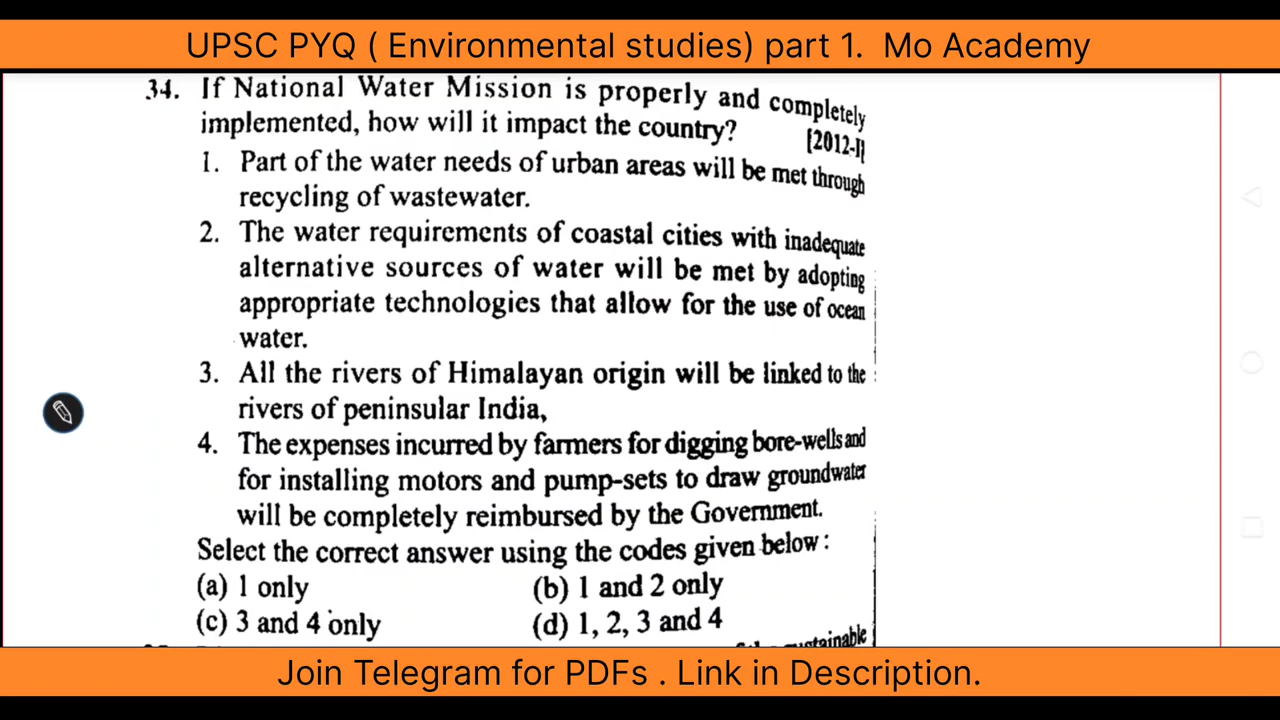 UPSC PYQ ( Environmental studies) part 1.  Mo Academy
34. If National Water Mission is properly and completely
implemented, how will it impact the country? [2012-I]
1. Part of the water needs of urban areas will be met through
recycling of wastewater.
2. The water requirements of coastal cities with inadequate
alternative sources of water will be met by adopting
appropriate technologies that allow for the use of ocean
water.
3. All the rivers of Himalayan origin will be linked to the
rivers of peninsular India,
4. The expenses incurred by farmers for digging bore-wells and
for installing motors and pump-sets to draw groundwater
will be completely reimbursed by the Government.
Select the correct answer using the codes given below :
(a) 1 only (b) 1 and 2 only
(c) 3 and 4 only (d) 1, 2, 3 and 4
sustainable
Join Telegram for PDFs . Link in Description.